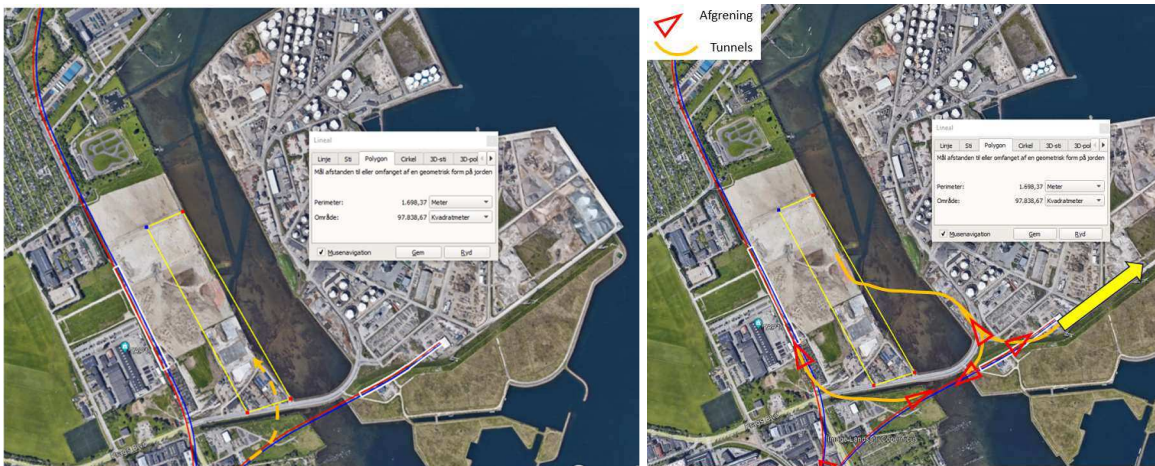 Lineal
Linje Sti Polygon Cirkel 3D-sti 3D-pol
Mål afstanden til eller omfanget af en geometrisk form på jorden
Perimeter: 1.698,37 Meter
Område: 97.838,67 Kvadratmeter
Musenavigation Gem Ryd
Afgrening
Tunnels
Lineal
Linje Sti Polygon Cirkel 3D-sti 3D-pol
Mål afstanden til eller omfanget af en geometrisk form på jorden
Perimeter: 1.698,37 Meter
Område: 97.838,67 Kvadratmeter
Musenavigation Gem Ryd